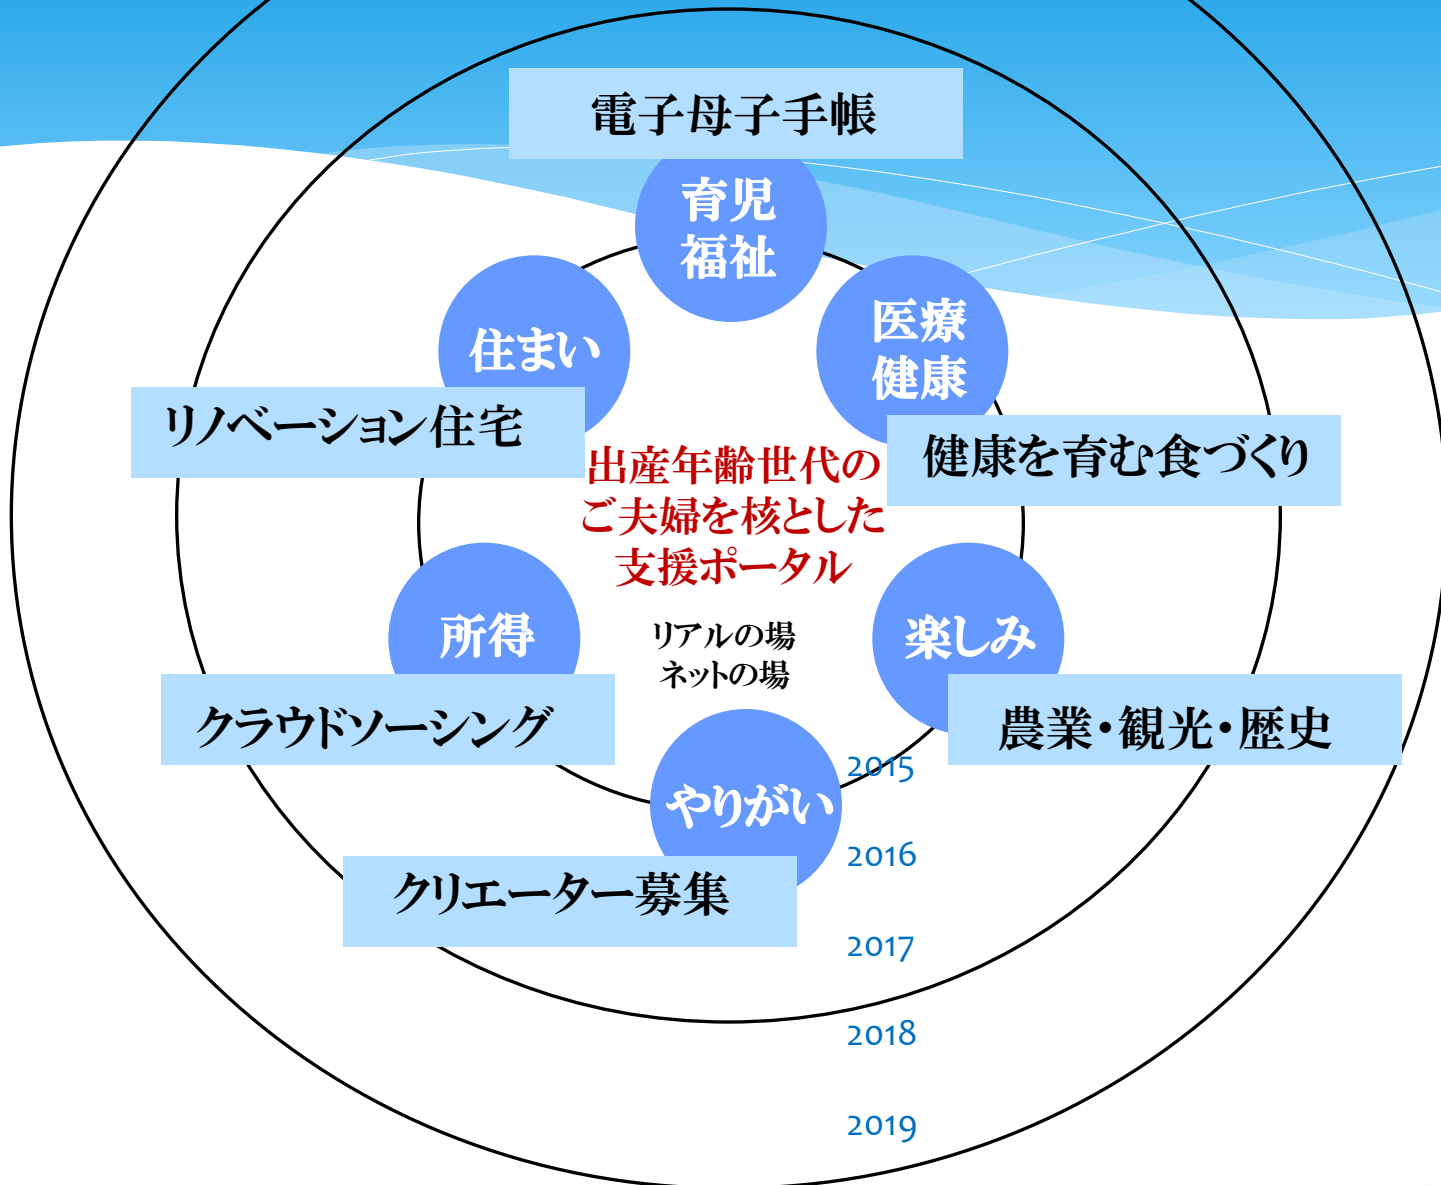 電子母子手帳
育児
福祉
住まい
医療
健康
リノベーション住宅
健康を育む食づくり
出産年齢世代の
ご夫婦を核とした
支援ポータル
所得
リアルの場
ネットの場
楽しみ
クラウドソーシング
農業・観光・歴史
やりがい
クリエーター募集
2015
2016
2017
2018
2019